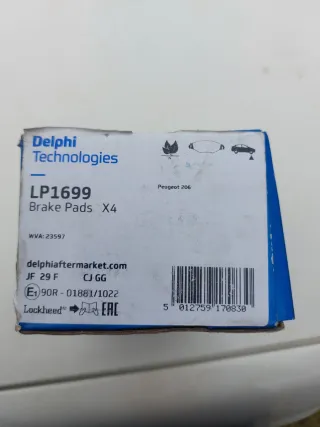 Delphi
Technologies
LP1699
Brake Pads X4
Peugeot 206
WVA: 23597
delphiaftermarket.com
JF 29 F CJ GG
E 90R - 01881/1022
Lockheed EAC
5 012759 170830